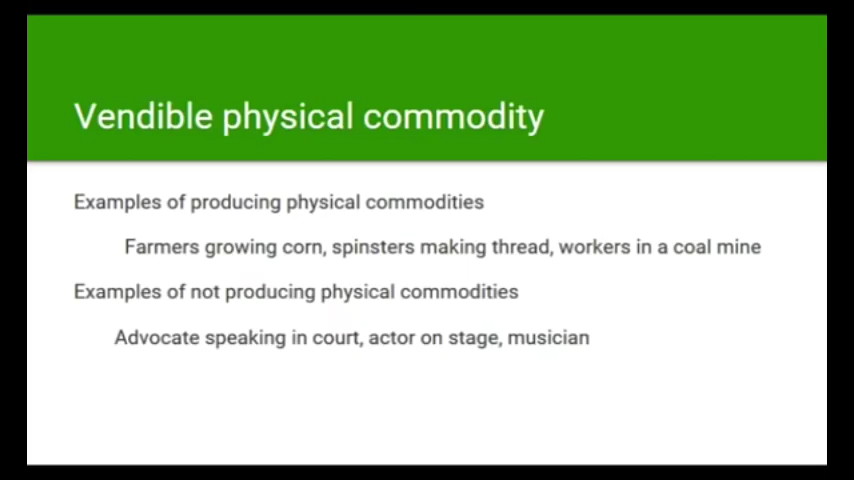 Vendible physical commodity
Examples of producing physical commodities
Farmers growing corn, spinsters making thread, workers in a coal mine
Examples of not producing physical commodities
Advocate speaking in court, actor on stage, musician